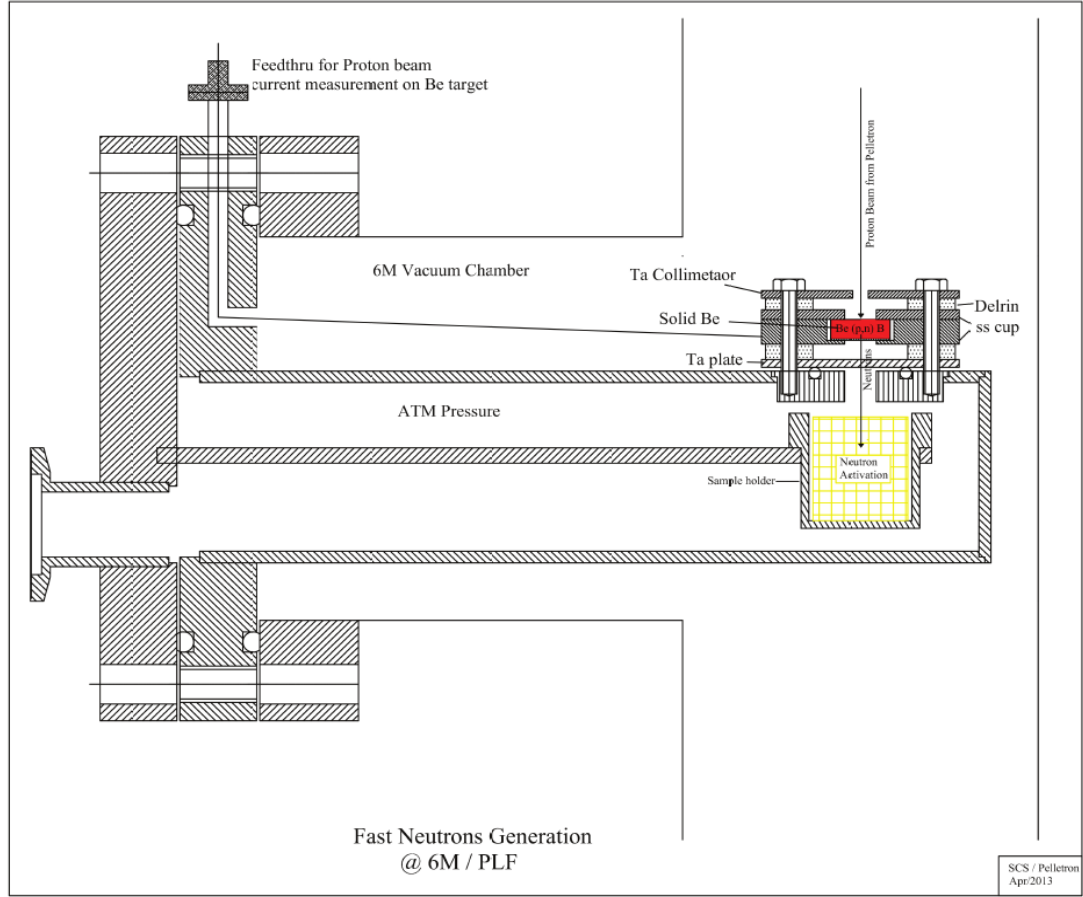 Feedthru for Proton beam
current measurement on Be target
Proton Beam from Pelletron
6M Vacuum Chamber
Ta Collimetaor
Delrin
Solid Be
Be (p,n) B
ss cup
Ta plate
Neutrons
ATM Pressure
Neutron
Activation
Sample holder
Fast Neutrons Generation
@ 6M / PLF
SCS / Pelletron
Apr/2013